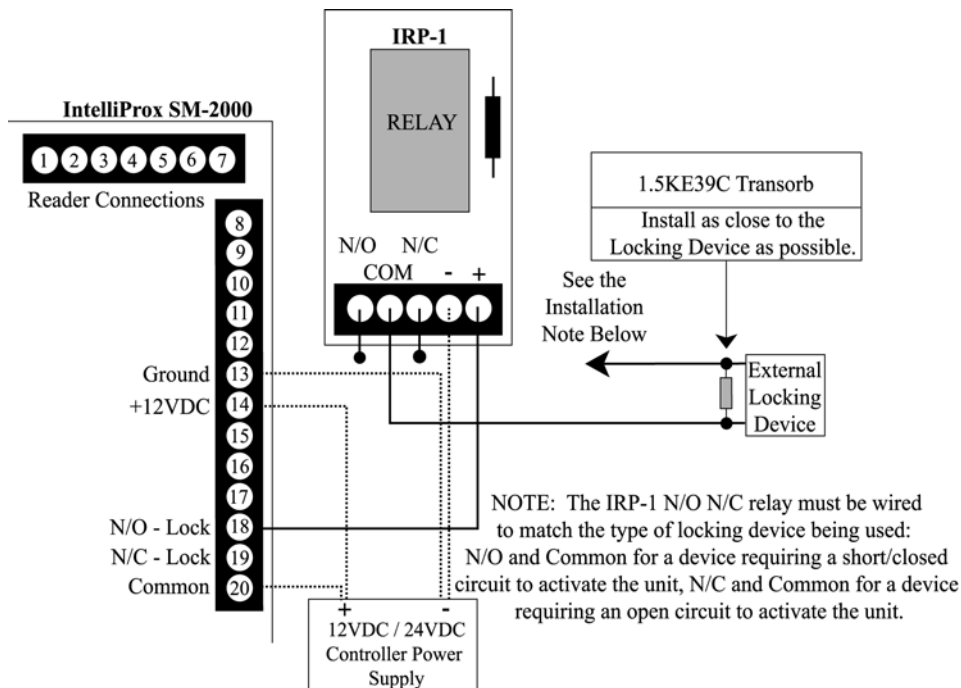 IRP-1
RELAY
IntelliProx SM-2000
1 2 3 4 5 6 7
Reader Connections
8
9
10
11
12
Ground 13
+12VDC 14
15
16
17
N/O - Lock 18
N/C - Lock 19
Common 20
N/O N/C
COM - +
1.5KE39C Transorb
Install as close to the
Locking Device as possible.
See the
Installation
Note Below
External
Locking
Device
NOTE: The IRP-1 N/O N/C relay must be wired
to match the type of locking device being used:
N/O and Common for a device requiring a short/closed
circuit to activate the unit, N/C and Common for a device
requiring an open circuit to activate the unit.
+ -
12VDC / 24VDC
Controller Power
Supply